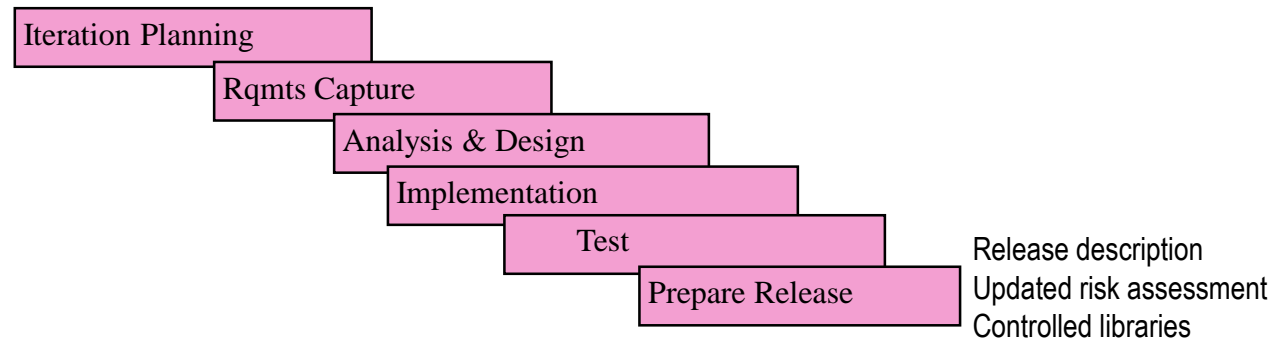 Iteration Planning
Rqmts Capture
Analysis & Design
Implementation
Test
Prepare Release
Release description
Updated risk assessment
Controlled libraries